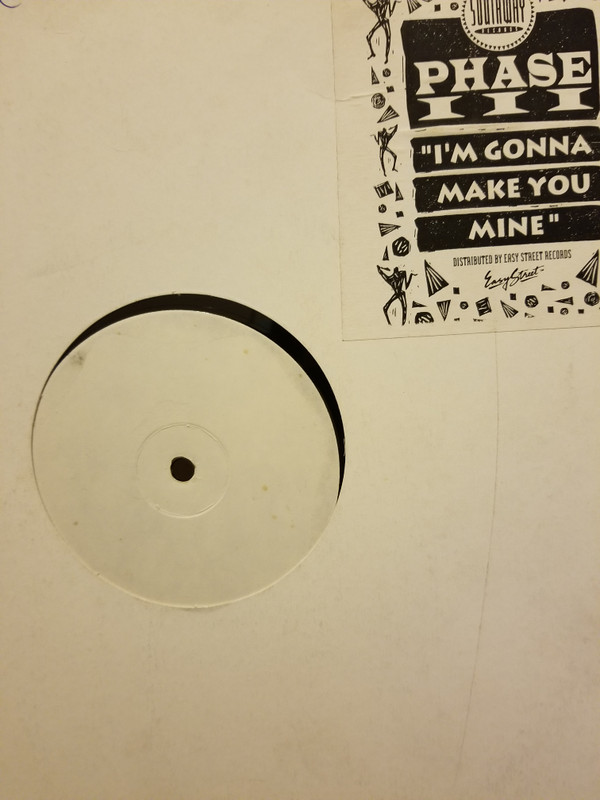 SOUTHWAY
RECORDS
PHASE
III
"I'M GONNA
MAKE YOU
MINE"
DISTRIBUTED BY EASY STREET RECORDS
Easy Street